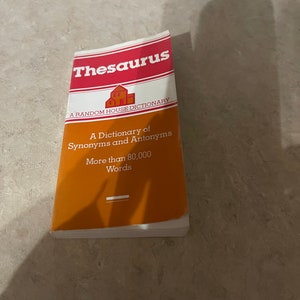 Thesaurus
A RANDOM HOUSE DICTIONARY
A Dictionary of
Synonyms and Antonyms
More than 80,000
Words